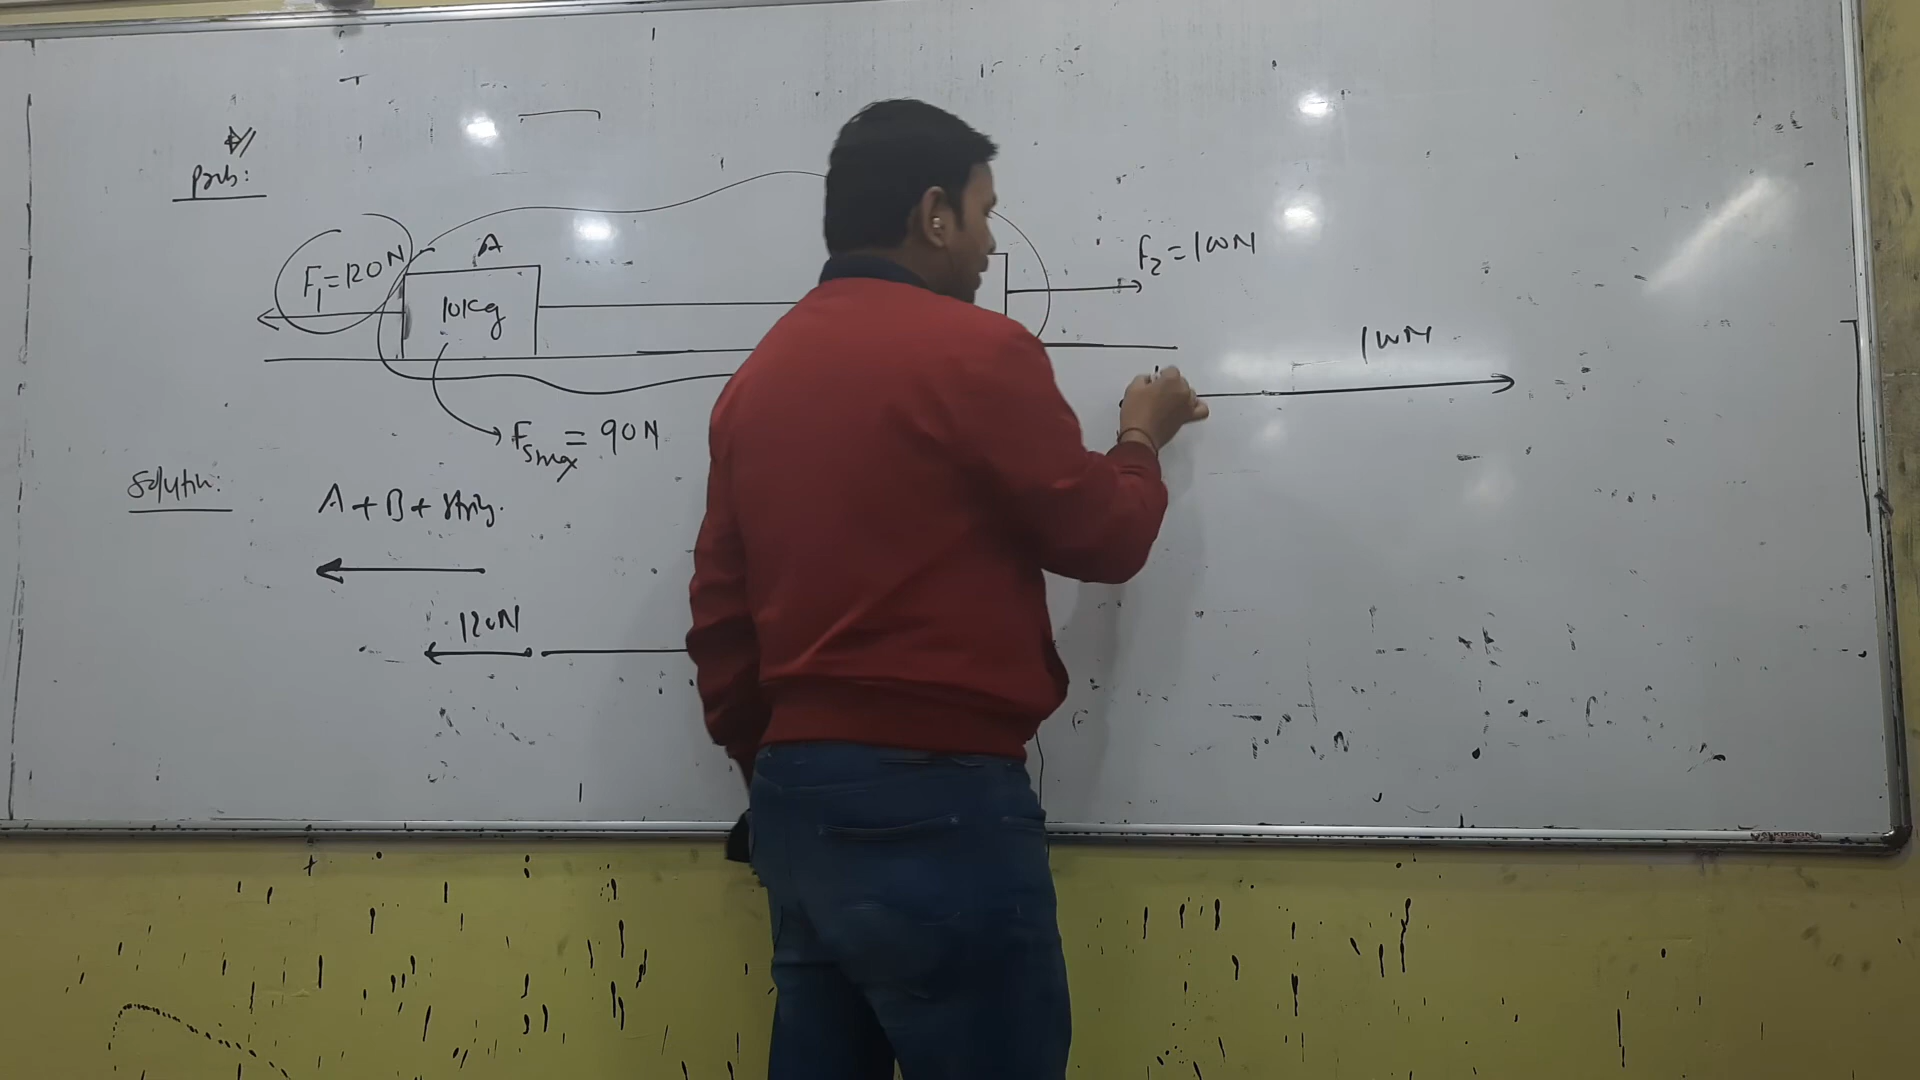 Prob:
F₁=120N
A
10kg
F₂=100N
100N
Fsmax = 90N
Solution:
A+B+string.
120N